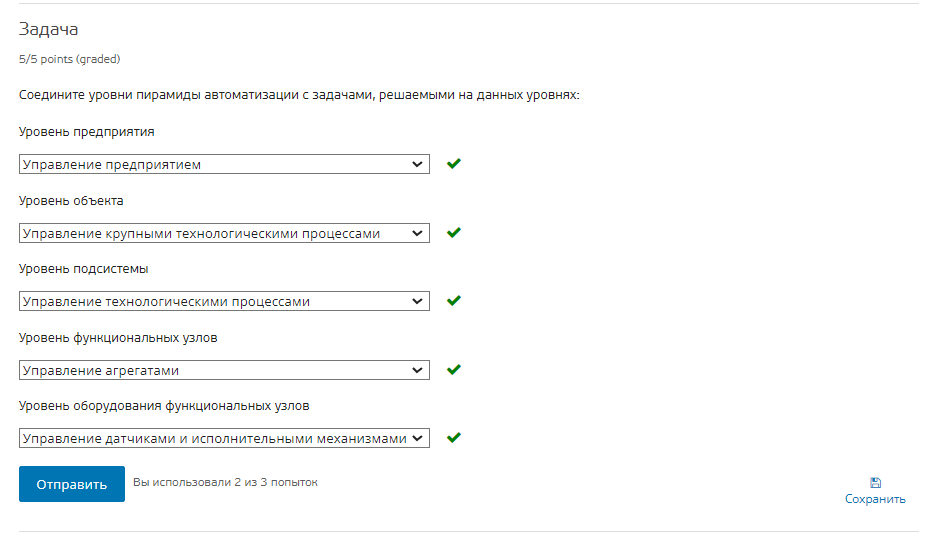 Задача
5/5 points (graded)
Соедините уровни пирамиды автоматизации с задачами, решаемыми на данных уровнях:
Уровень предприятия
Управление предприятием
Уровень объекта
Управление крупными технологическими процессами
Уровень подсистемы
Управление технологическими процессами
Уровень функциональных узлов
Управление агрегатами
Уровень оборудования функциональных узлов
Управление датчиками и исполнительными механизмами
Отправить
Вы использовали 2 из 3 попыток
Сохранить